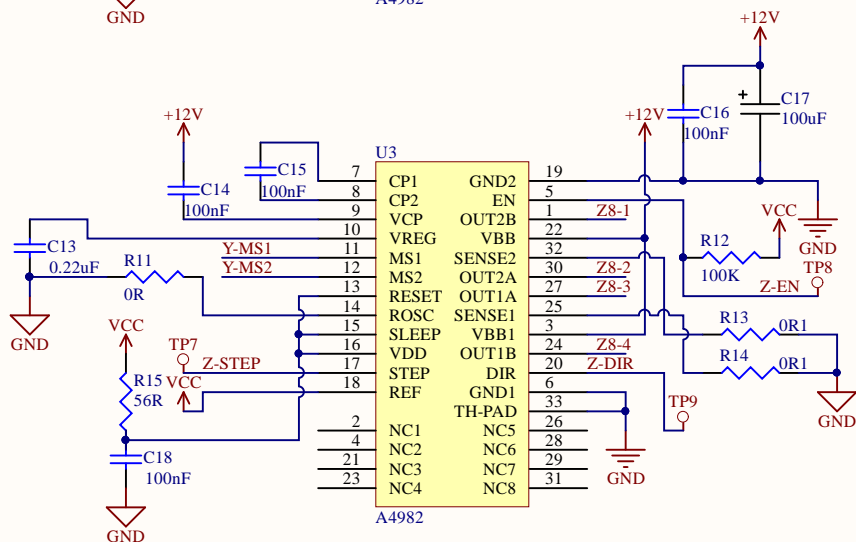 GND
A4982
+12V
+12V
+12V
C16
100nF
+
C17
100uF
U3
C15
100nF
C14
100nF
C13
0.22uF
GND
R11
0R
Y-MS1
Y-MS2
7 CP1 GND2 19
8 CP2 EN 5
9 VCP OUT2B 1 Z8-1
10 VREG VBB 22
11 MS1 SENSE2 32
12 MS2 OUT2A 30 Z8-2
13 RESET OUT1A 27 Z8-3
14 ROSC SENSE1 25
15 SLEEP VBB1 3
16 VDD OUT1B 24 Z8-4
17 STEP DIR 20 Z-DIR
18 REF GND1 6
TH-PAD 33
2 NC1 NC5 26
4 NC2 NC6 28
21 NC3 NC7 29
23 NC4 NC8 31
A4982
VCC
GND
R12
100K
TP8
Z-EN
R13
0R1
R14
0R1
GND
TP9
GND
VCC
TP7
Z-STEP
R15
56R
VCC
C18
100nF
GND